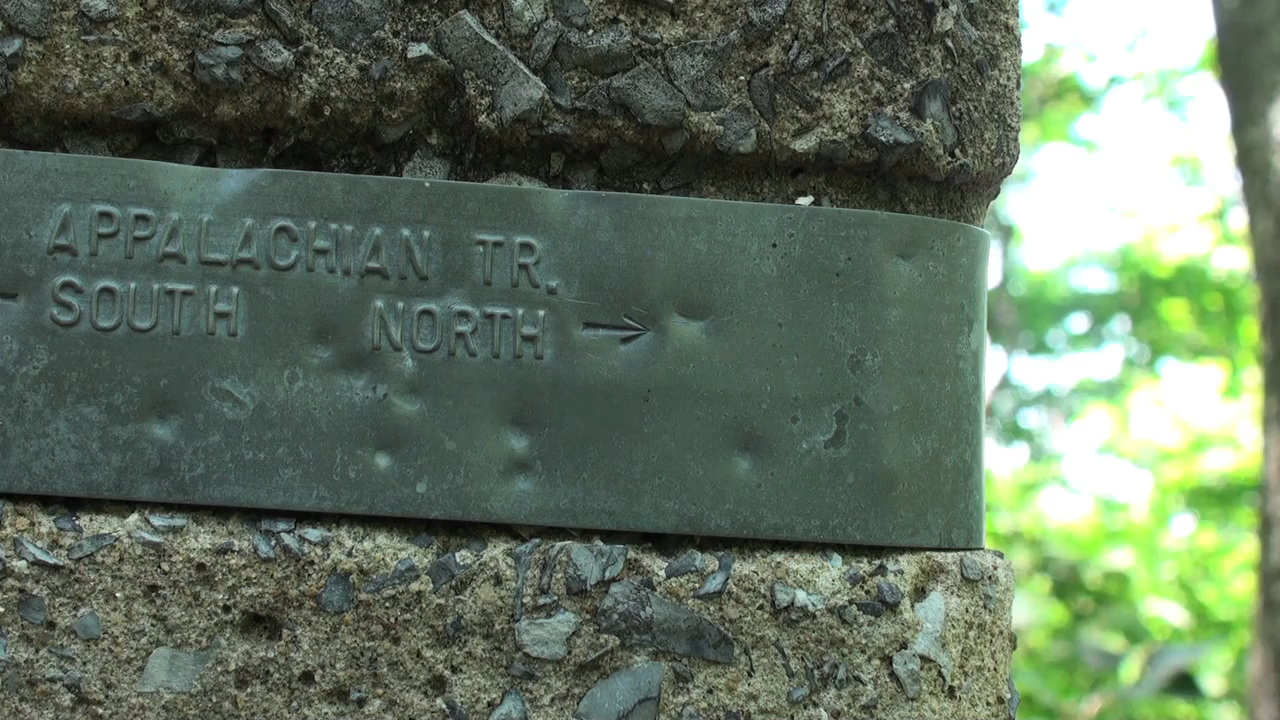 APPALACHIAN TR.
← SOUTH NORTH →